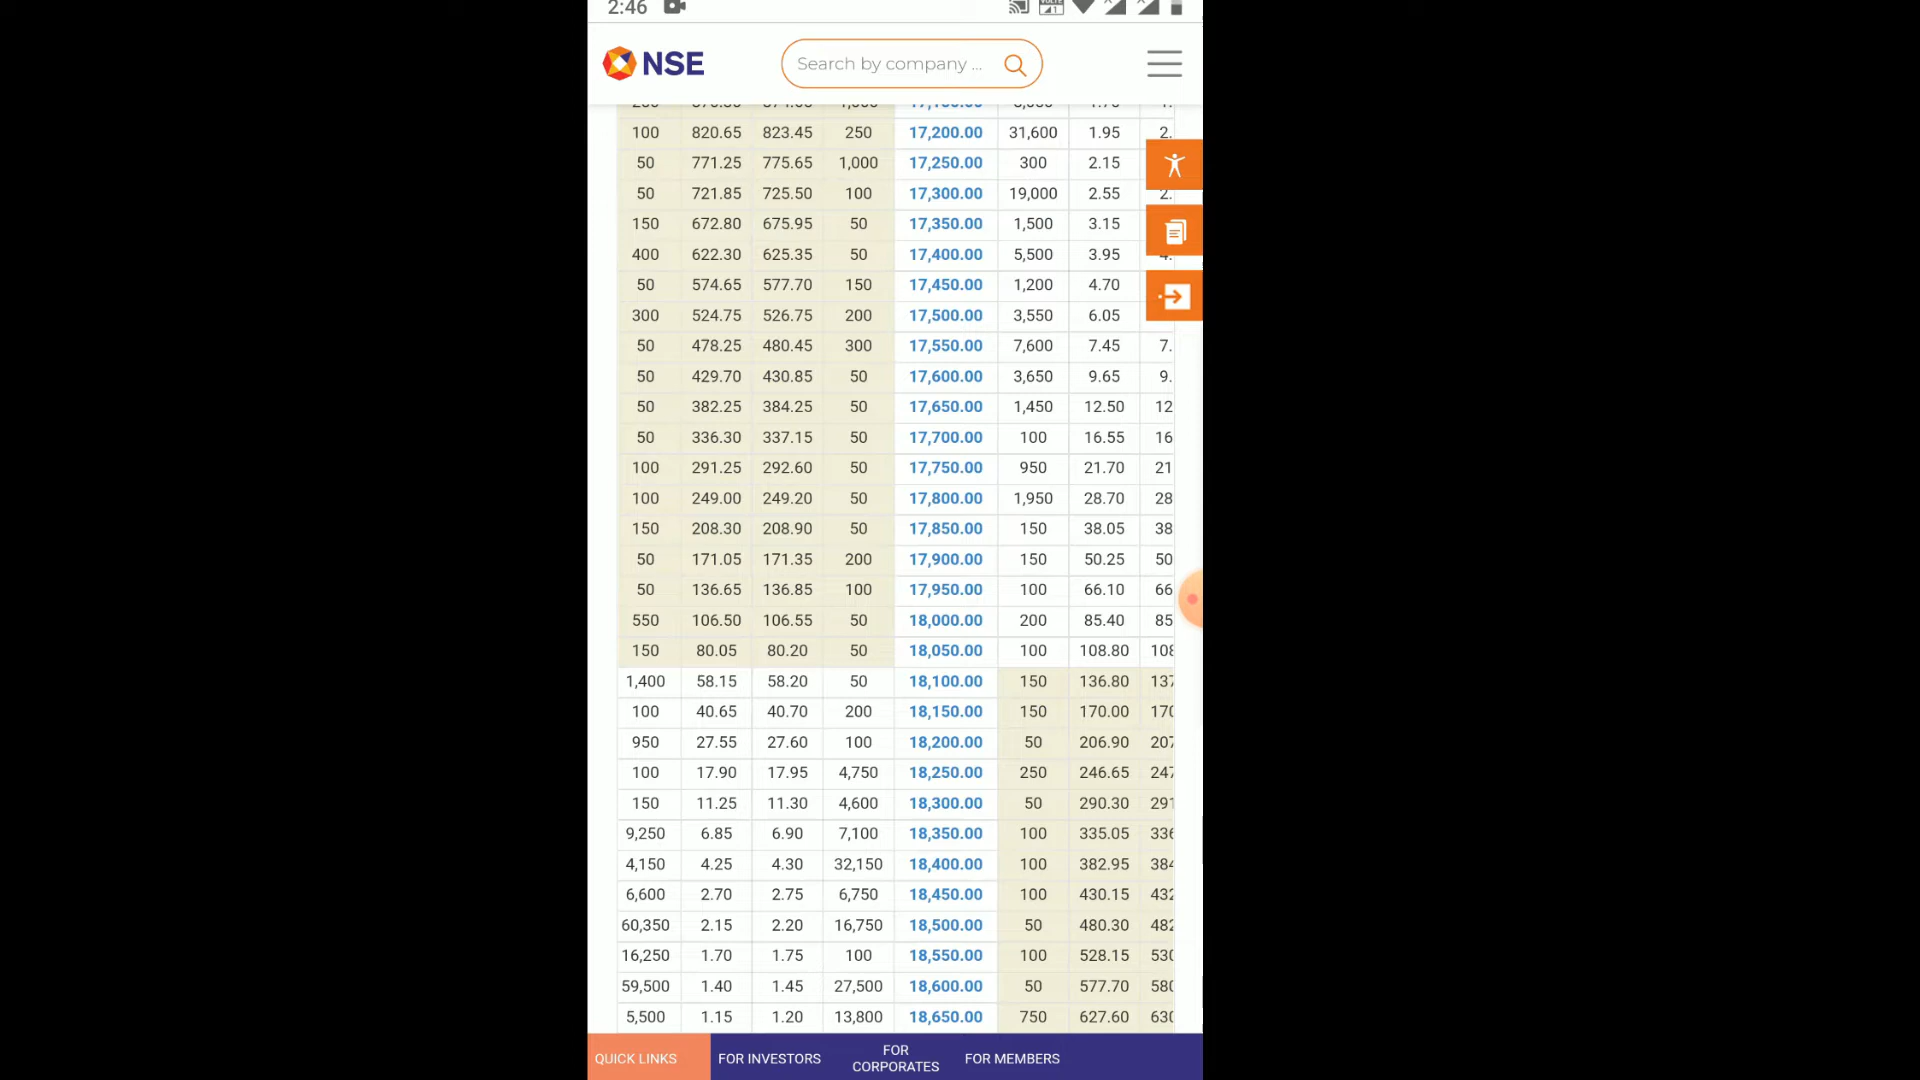 2:46
NSE
Search by company ...
100 820.65 823.45 250 17,200.00 31,600 1.95 2.
50 771.25 775.65 1,000 17,250.00 300 2.15
50 721.85 725.50 100 17,300.00 19,000 2.55 2.
150 672.80 675.95 50 17,350.00 1,500 3.15
400 622.30 625.35 50 17,400.00 5,500 3.95 4.
50 574.65 577.70 150 17,450.00 1,200 4.70
300 524.75 526.75 200 17,500.00 3,550 6.05
50 478.25 480.45 300 17,550.00 7,600 7.45 7.
50 429.70 430.85 50 17,600.00 3,650 9.65 9.
50 382.25 384.25 50 17,650.00 1,450 12.50 12
50 336.30 337.15 50 17,700.00 100 16.55 16
100 291.25 292.60 50 17,750.00 950 21.70 21
100 249.00 249.20 50 17,800.00 1,950 28.70 28
150 208.30 208.90 50 17,850.00 150 38.05 38
50 171.05 171.35 200 17,900.00 150 50.25 50
50 136.65 136.85 100 17,950.00 100 66.10 66
550 106.50 106.55 50 18,000.00 200 85.40 85
150 80.05 80.20 50 18,050.00 100 108.80 108
1,400 58.15 58.20 50 18,100.00 150 136.80 137
100 40.65 40.70 200 18,150.00 150 170.00 170
950 27.55 27.60 100 18,200.00 50 206.90 207
100 17.90 17.95 4,750 18,250.00 250 246.65 247
150 11.25 11.30 4,600 18,300.00 50 290.30 291
9,250 6.85 6.90 7,100 18,350.00 100 335.05 336
4,150 4.25 4.30 32,150 18,400.00 100 382.95 384
6,600 2.70 2.75 6,750 18,450.00 100 430.15 432
60,350 2.15 2.20 16,750 18,500.00 50 480.30 482
16,250 1.70 1.75 100 18,550.00 100 528.15 530
59,500 1.40 1.45 27,500 18,600.00 50 577.70 580
5,500 1.15 1.20 13,800 18,650.00 750 627.60 630
QUICK LINKS FOR INVESTORS FOR CORPORATES FOR MEMBERS